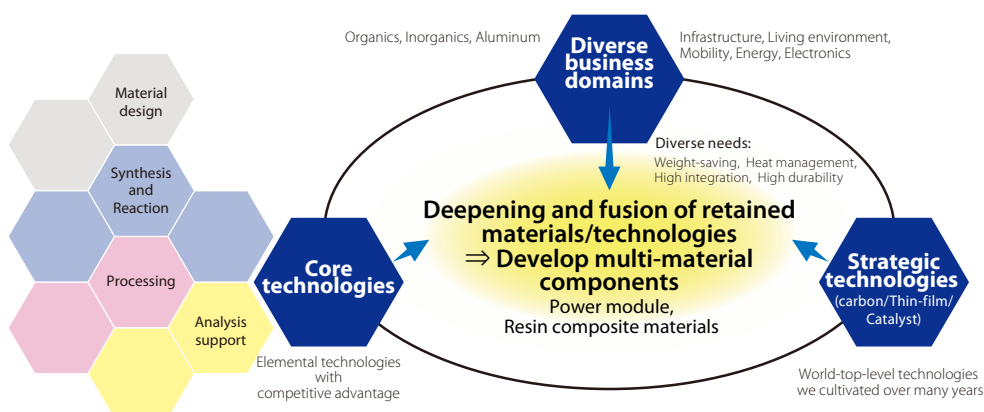 Organics, Inorganics, Aluminum
Diverse
business
domains
Infrastructure, Living environment,
Mobility, Energy, Electronics
Material
design
Synthesis
and
Reaction
Processing
Analysis
support
Diverse needs:
Weight-saving, Heat management,
High integration, High durability
Deepening and fusion of retained
materials/technologies
⇒ Develop multi-material
components
Power module,
Resin composite materials
Core
technologies
Elemental technologies
with
competitive advantage
Strategic
technologies
(carbon/Thin-film/
Catalyst)
World-top-level technologies
we cultivated over many years